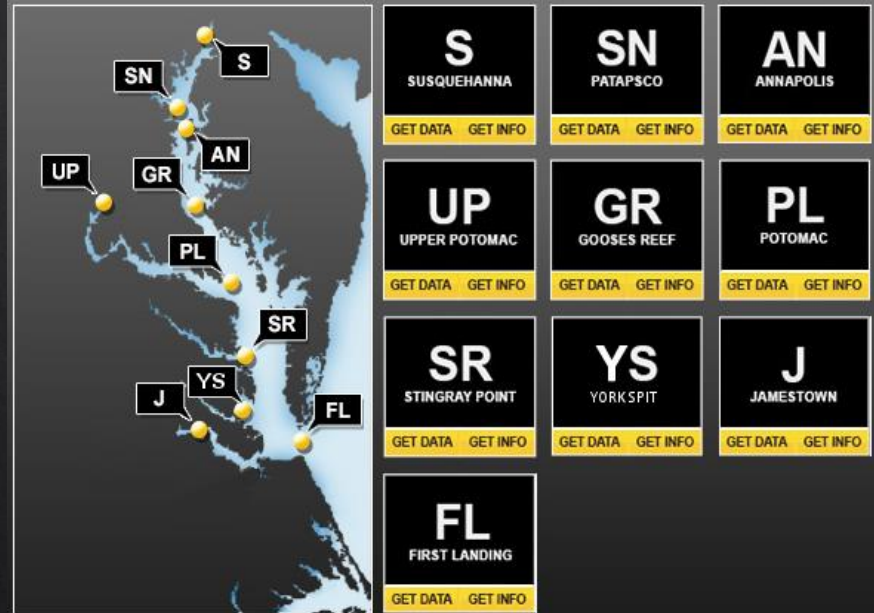 S
SN
AN
UP
GR
PL
SR
YS
J
FL
S
SUSQUEHANNA
GET DATA GET INFO
SN
PATAPSCO
GET DATA GET INFO
AN
ANNAPOLIS
GET DATA GET INFO
UP
UPPER POTOMAC
GET DATA GET INFO
GR
GOOSES REEF
GET DATA GET INFO
PL
POTOMAC
GET DATA GET INFO
SR
STINGRAY POINT
GET DATA GET INFO
YS
YORKSPIT
GET DATA GET INFO
J
JAMESTOWN
GET DATA GET INFO
FL
FIRST LANDING
GET DATA GET INFO